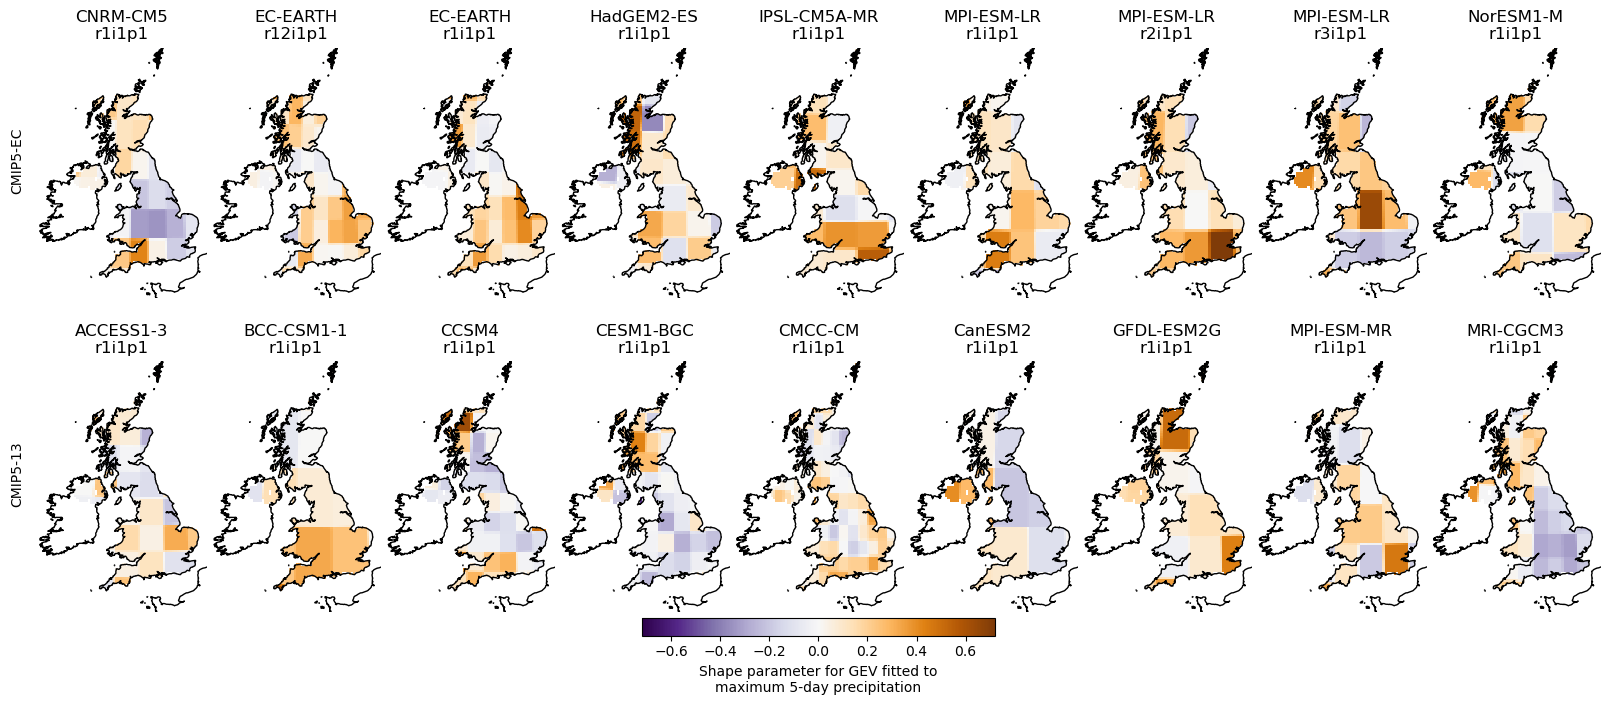 CNRM-CM5
r1i1p1
EC-EARTH
r12i1p1
EC-EARTH
r1i1p1
HadGEM2-ES
r1i1p1
IPSL-CM5A-MR
r1i1p1
MPI-ESM-LR
r1i1p1
MPI-ESM-LR
r2i1p1
MPI-ESM-LR
r3i1p1
NorESM1-M
r1i1p1
CMIP5-EC
ACCESS1-3
r1i1p1
BCC-CSM1-1
r1i1p1
CCSM4
r1i1p1
CESM1-BGC
r1i1p1
CMCC-CM
r1i1p1
CanESM2
r1i1p1
GFDL-ESM2G
r1i1p1
MPI-ESM-MR
r1i1p1
MRI-CGCM3
r1i1p1
CMIP5-13
−0.6 −0.4 −0.2 0.0 0.2 0.4 0.6
Shape parameter for GEV fitted to
maximum 5-day precipitation